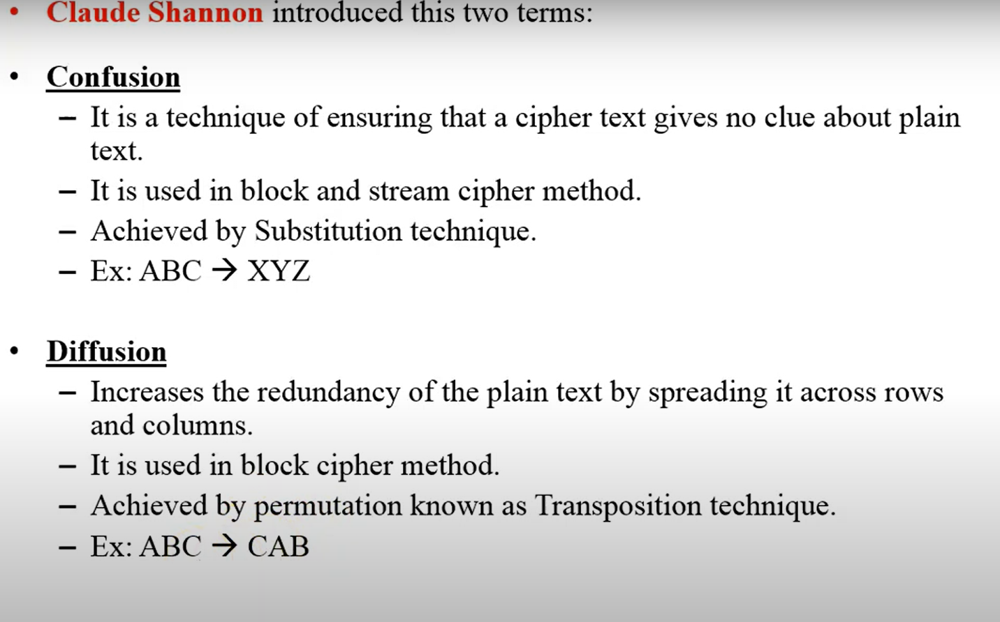 • Claude Shannon introduced this two terms:
• Confusion
– It is a technique of ensuring that a cipher text gives no clue about plain
text.
– It is used in block and stream cipher method.
– Achieved by Substitution technique.
– Ex: ABC → XYZ
• Diffusion
– Increases the redundancy of the plain text by spreading it across rows
and columns.
– It is used in block cipher method.
– Achieved by permutation known as Transposition technique.
– Ex: ABC → CAB